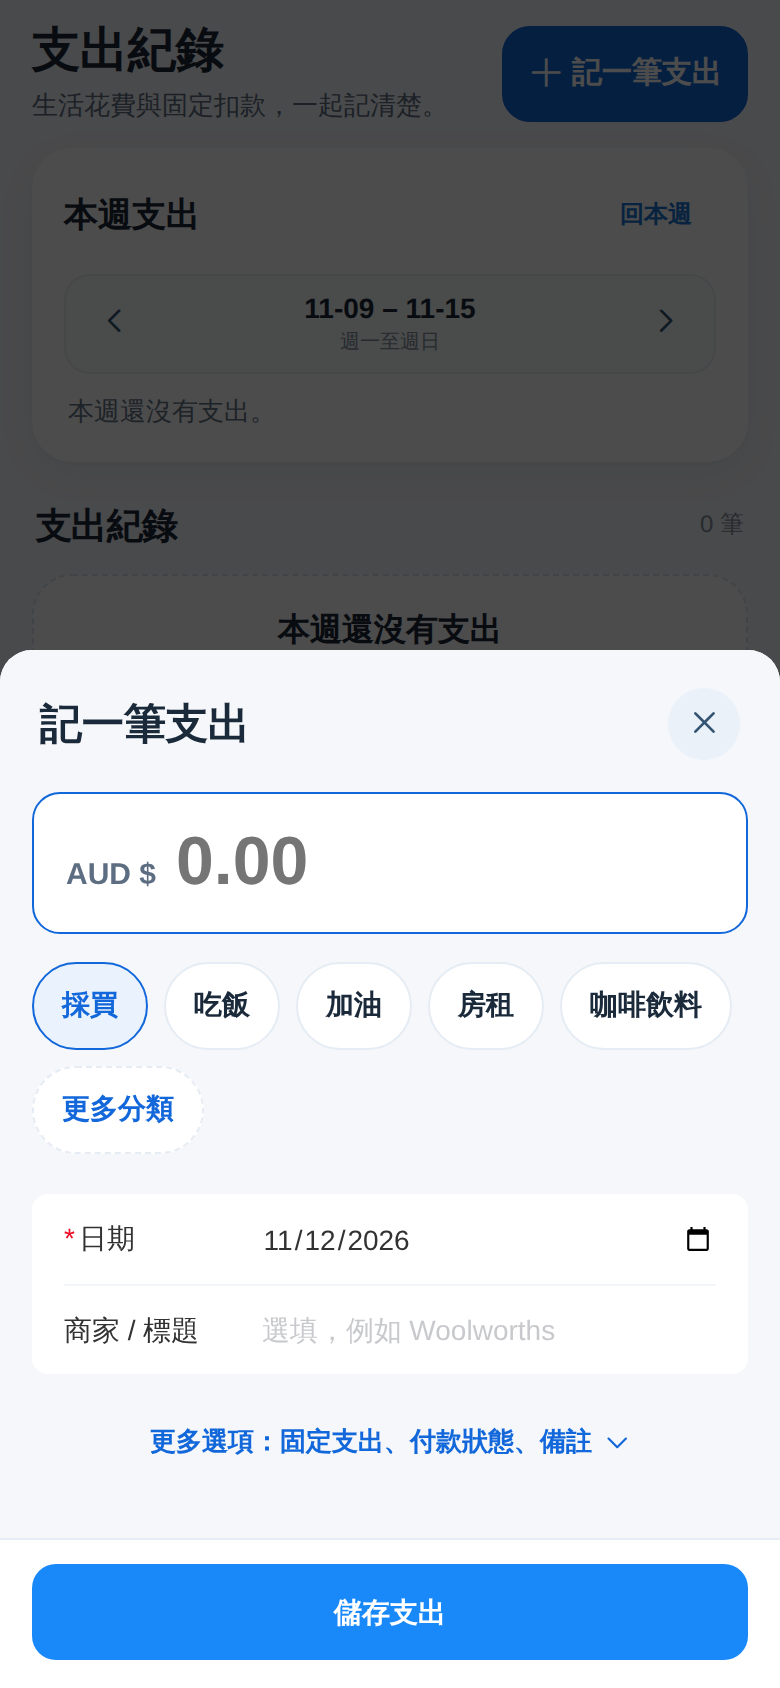 支出紀錄
＋ 記一筆支出
生活花費與固定扣款，一起記清楚。
本週支出
回本週
11-09 – 11-15
週一至週日
本週還沒有支出。
支出紀錄
0 筆
本週還沒有支出
記一筆支出
AUD $ 0.00
採買
吃飯
加油
房租
咖啡飲料
更多分類
*日期
11/12/2026
商家 / 標題
選填，例如 Woolworths
更多選項：固定支出、付款狀態、備註
儲存支出